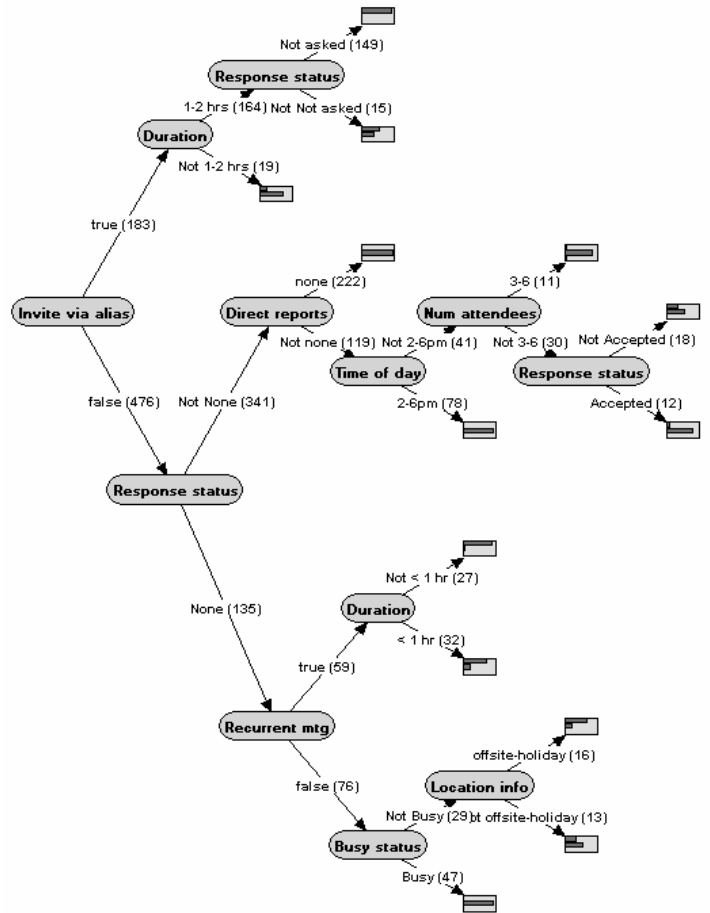 Not asked (149)
Response status
1-2 hrs (164)
Not Not asked (15)
Duration
Not 1-2 hrs (19)
true (183)
none (222)
3-6 (11)
Invite via alias
Direct reports
Num attendees
Not none (119)
Not 2-6pm (41)
Not 3-6 (30)
Not Accepted (18)
Time of day
Response status
false (476)
Not None (341)
2-6pm (78)
Accepted (12)
Response status
Not < 1 hr (27)
None (135)
Duration
true (59)
< 1 hr (32)
Recurrent mtg
offsite-holiday (16)
false (76)
Location info
Not Busy (29)
ot offsite-holiday (13)
Busy status
Busy (47)